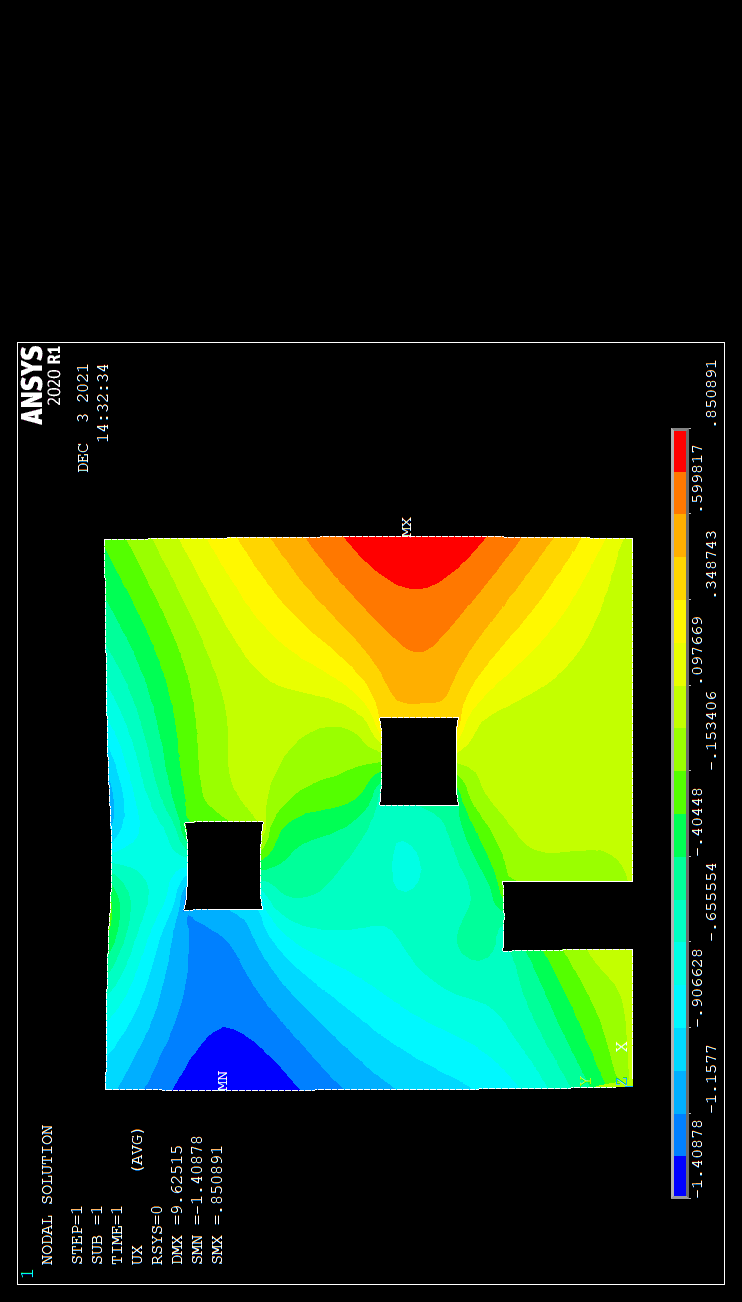 1
NODAL SOLUTION
STEP=1
SUB =1
TIME=1
UX (AVG)
RSYS=0
DMX =9.62515
SMN =-1.40878
SMX =.850891
ANSYS
2020 R1
DEC 3 2021
14:32:34
MN
MX
Y
Z X
-1.40878
-1.1577
-.906628
-.655554
-.40448
-.153406
.097669
.348743
.599817
.850891